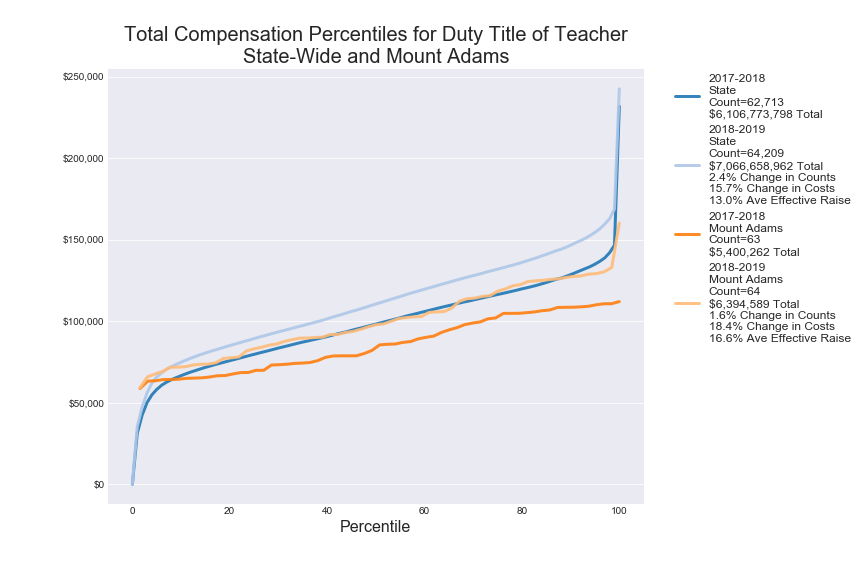 Total Compensation Percentiles for Duty Title of Teacher
State-Wide and Mount Adams
$250,000
$200,000
$150,000
$100,000
$50,000
$0
0
20
40
60
80
100
Percentile
2017-2018
State
Count=62,713
$6,106,773,798 Total
2018-2019
State
Count=64,209
$7,066,658,962 Total
2.4% Change in Counts
15.7% Change in Costs
13.0% Ave Effective Raise
2017-2018
Mount Adams
Count=63
$5,400,262 Total
2018-2019
Mount Adams
Count=64
$6,394,589 Total
1.6% Change in Counts
18.4% Change in Costs
16.6% Ave Effective Raise